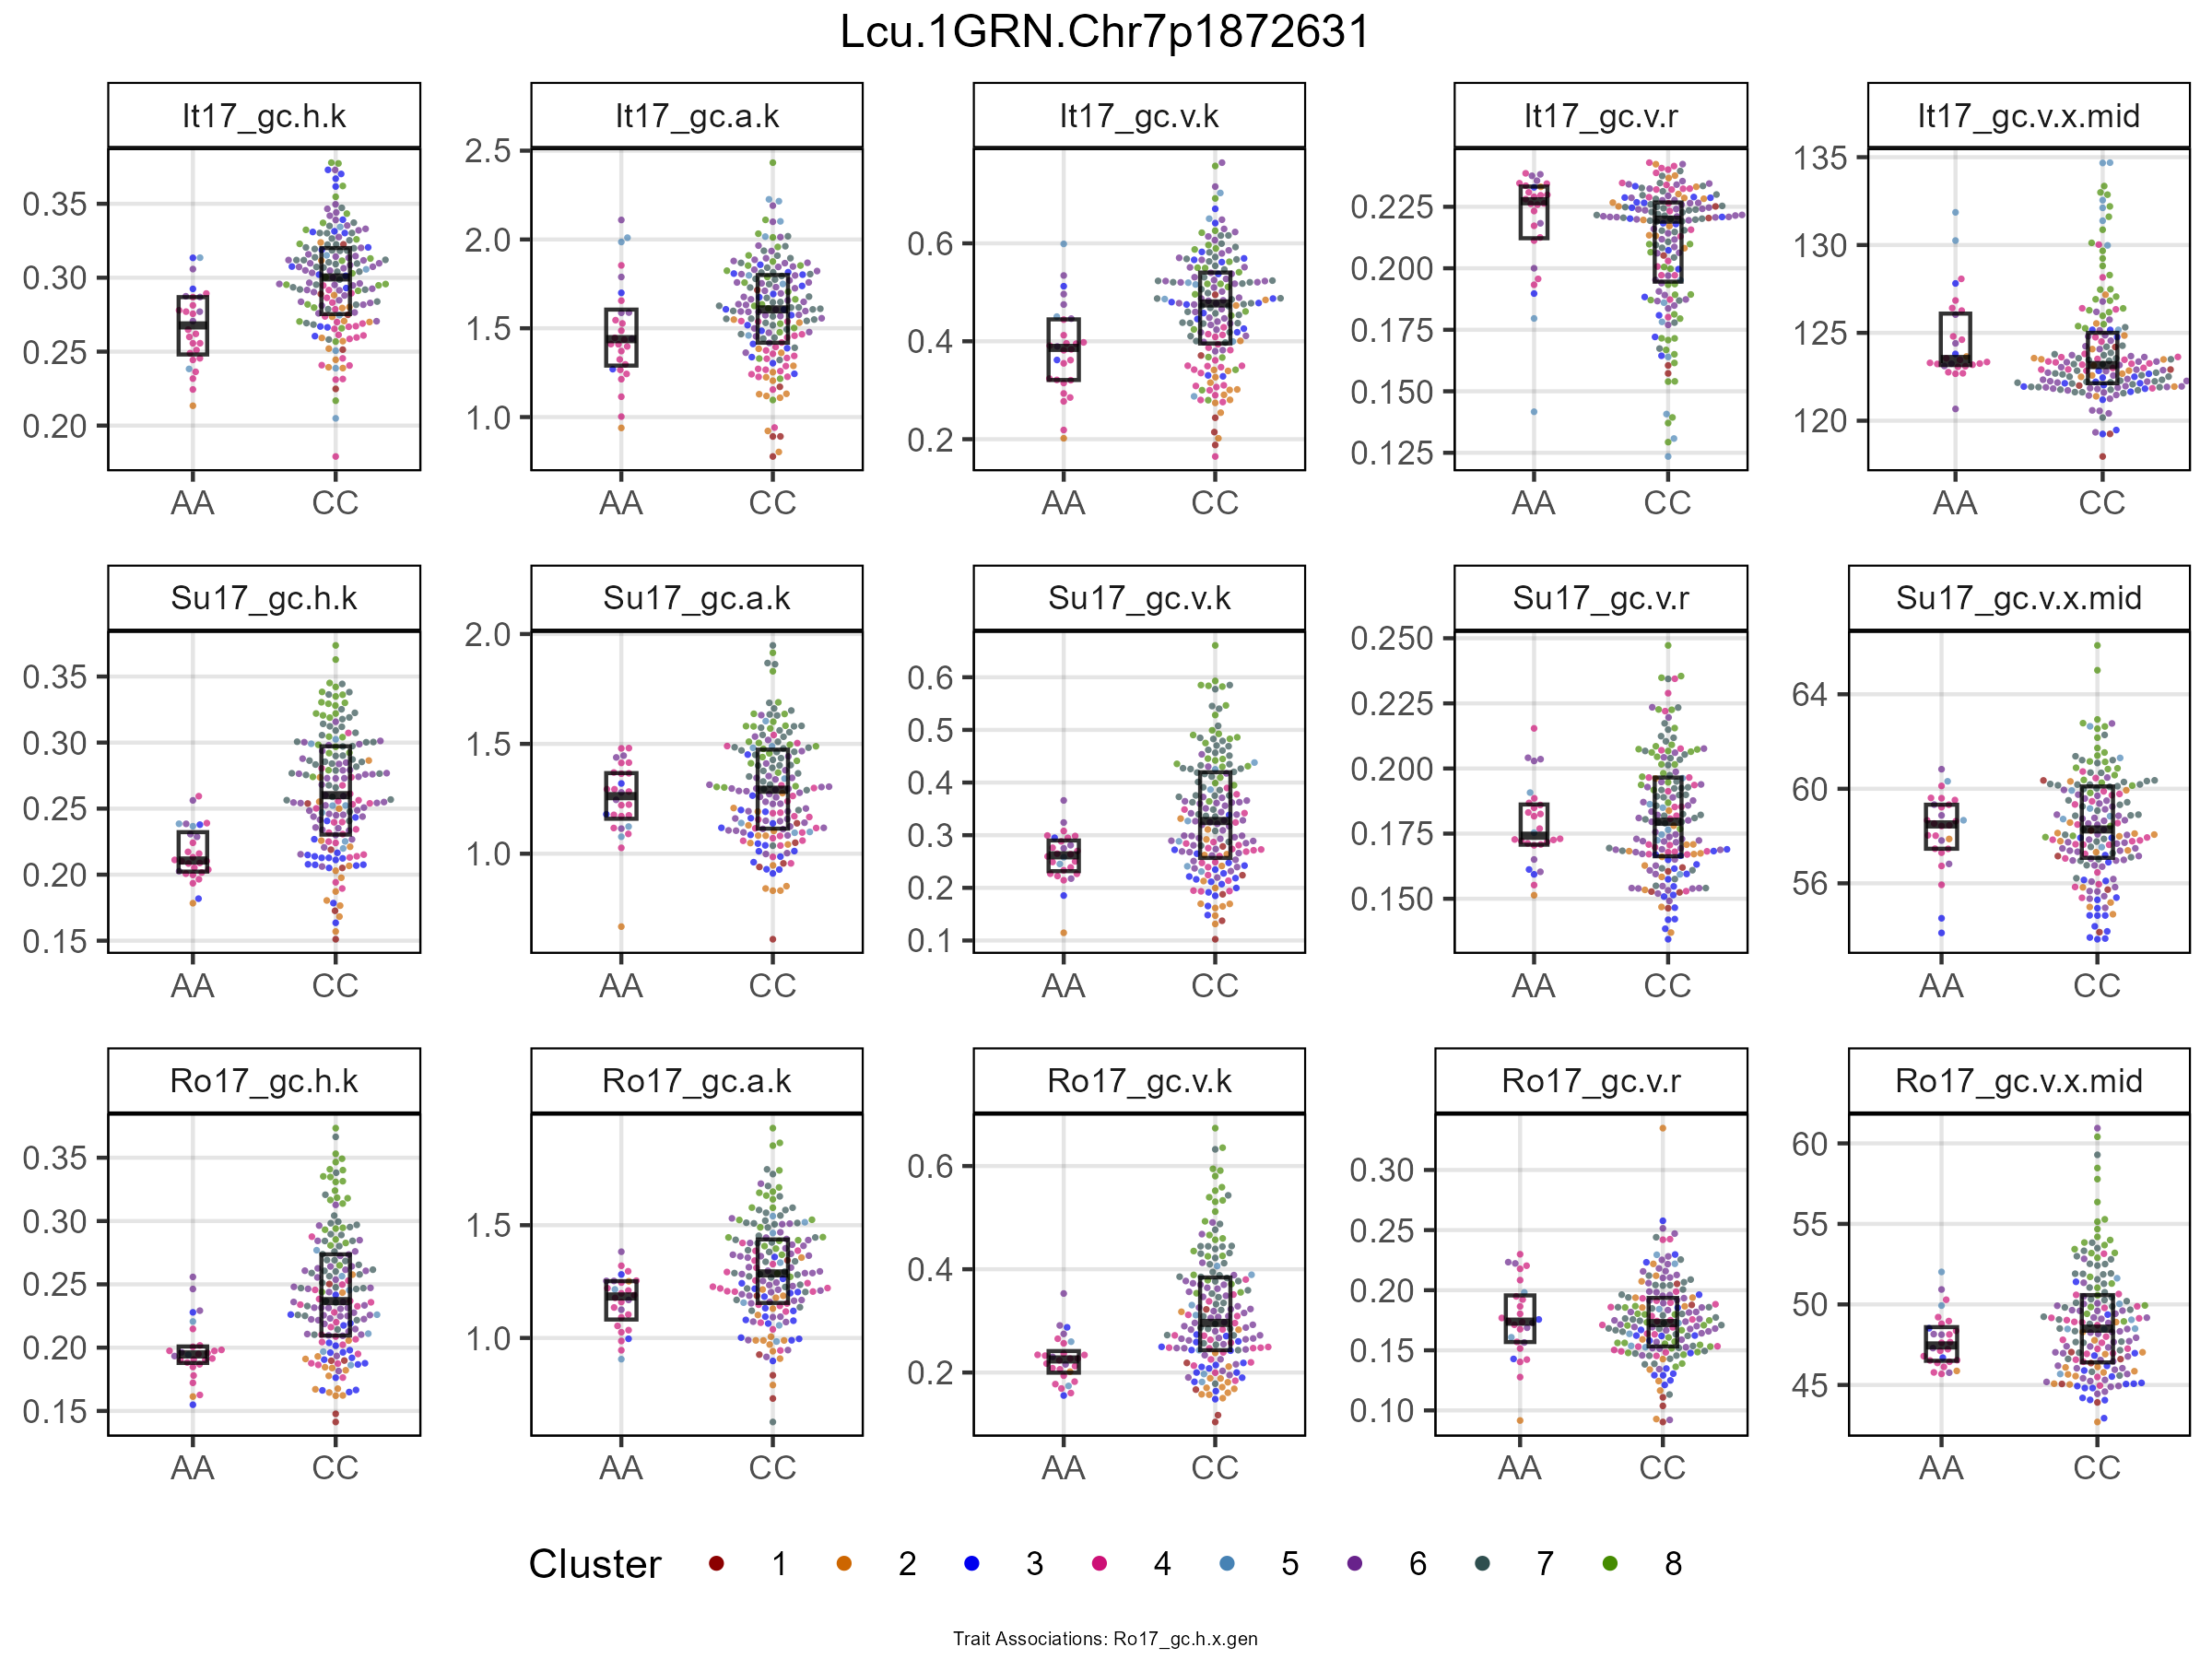 Lcu.1GRN.Chr7p1872631
It17_gc.h.k
It17_gc.a.k
It17_gc.v.k
It17_gc.v.r
It17_gc.v.x.mid
0.35
0.30
0.25
0.20
AA CC
2.5
2.0
1.5
1.0
AA CC
0.6
0.4
0.2
AA CC
0.225
0.200
0.175
0.150
0.125
AA CC
135
130
125
120
AA CC
Su17_gc.h.k
Su17_gc.a.k
Su17_gc.v.k
Su17_gc.v.r
Su17_gc.v.x.mid
0.35
0.30
0.25
0.20
0.15
AA CC
2.0
1.5
1.0
AA CC
0.6
0.5
0.4
0.3
0.2
0.1
AA CC
0.250
0.225
0.200
0.175
0.150
AA CC
64
60
56
AA CC
Ro17_gc.h.k
Ro17_gc.a.k
Ro17_gc.v.k
Ro17_gc.v.r
Ro17_gc.v.x.mid
0.35
0.30
0.25
0.20
0.15
AA CC
1.5
1.0
AA CC
0.6
0.4
0.2
AA CC
0.30
0.25
0.20
0.15
0.10
AA CC
60
55
50
45
AA CC
Cluster 1 2 3 4 5 6 7 8
Trait Associations: Ro17_gc.h.x.gen